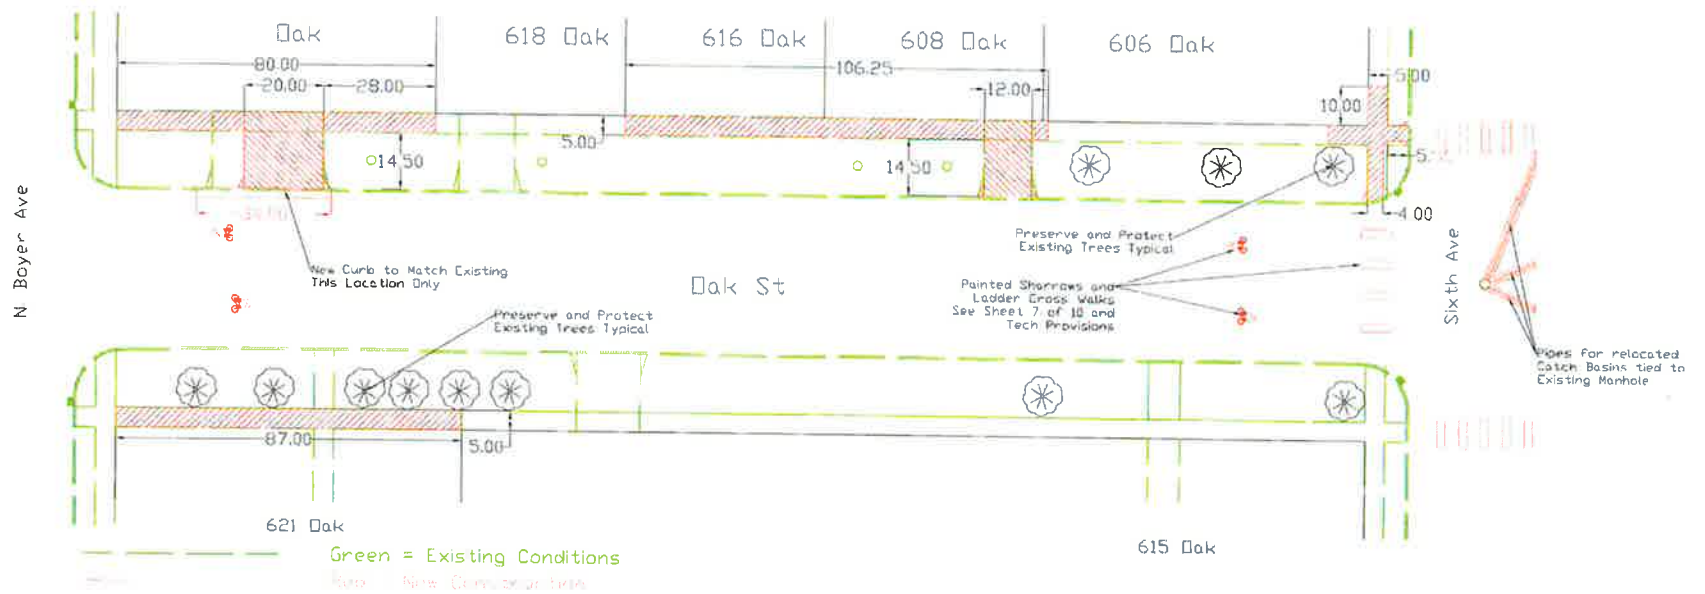 Oak
618 Oak
616 Oak
608 Oak
606 Oak
80.00
20.00
28.00
106.25
12.00
5.00
10.00
5.00
14.50
14.50
4.00
N Boyer Ave
Sixth Ave
New Curb to Match Existing
This Location Only
Preserve and Protect
Existing Trees Typical
Oak St
Preserve and Protect
Existing Trees Typical
Painted Sharrows and
Ladder Cross Walks
See Sheet 7 of 10 and
Tech Provisions
Pipes for relocated
Catch Basins tied to
Existing Manhole
87.00
5.00
621 Oak
615 Oak
Green = Existing Conditions
New Construction